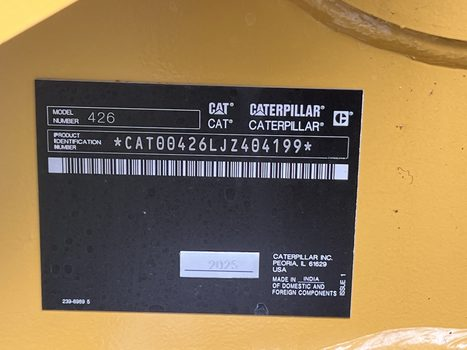 MODEL NUMBER 426
CAT® CATERPILLAR®
CAT® CATERPILLAR®
PRODUCT IDENTIFICATION NUMBER *CAT00426LJZ404199*
2025
CATERPILLAR INC.
PEORIA, IL 61629
USA
MADE IN INDIA
OF DOMESTIC AND
FOREIGN COMPONENTS
ISSUE 1
239-6969 5